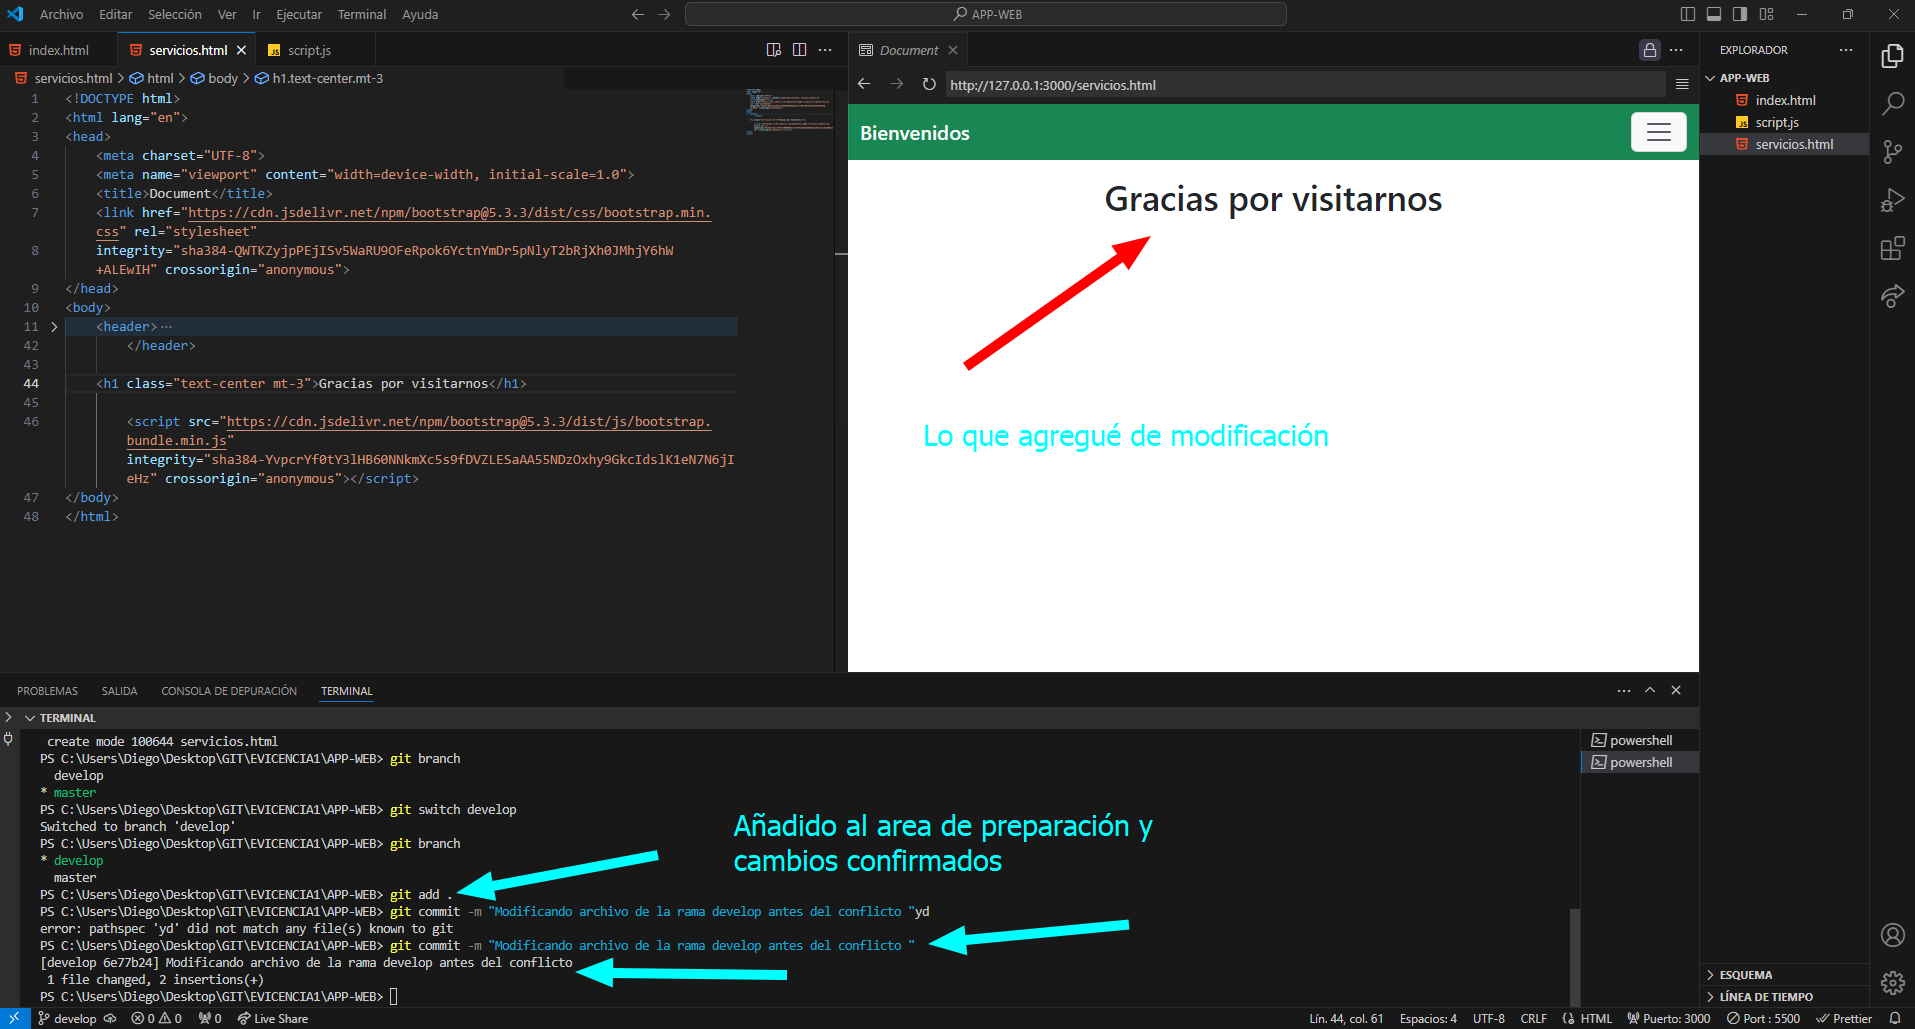 Archivo Editar Selección Ver Ir Ejecutar Terminal Ayuda
APP-WEB
index.html
servicios.html
script.js
servicios.html > html > body > h1.text-center.mt-3
1 <!DOCTYPE html>
2 <html lang="en">
3 <head>
4 <meta charset="UTF-8">
5 <meta name="viewport" content="width=device-width, initial-scale=1.0">
6 <title>Document</title>
7 <link href="https://cdn.jsdelivr.net/npm/bootstrap@5.3.3/dist/css/bootstrap.min.
css" rel="stylesheet"
8 integrity="sha384-QWTKZyjpPEjISv5WaRU9OFeRpok6YctnYmDr5pNlyT2bRjXh0JMhjY6hW
+ALEwIH" crossorigin="anonymous">
9 </head>
10 <body>
11 <header>···
42 </header>
43
44 <h1 class="text-center mt-3">Gracias por visitarnos</h1>
45
46 <script src="https://cdn.jsdelivr.net/npm/bootstrap@5.3.3/dist/js/bootstrap.
bundle.min.js"
integrity="sha384-YvpcrYf0tY3lHB60NNkmXc5s9fDVZLESaAA55NDzOxhy9GkcIdslK1eN7N6jI
eHz" crossorigin="anonymous"></script>
47 </body>
48 </html>
Document
http://127.0.0.1:3000/servicios.html
Bienvenidos
Gracias por visitarnos
Lo que agregué de modificación
EXPLORADOR
APP-WEB
index.html
script.js
servicios.html
ESQUEMA
LÍNEA DE TIEMPO
PROBLEMAS SALIDA CONSOLA DE DEPURACIÓN TERMINAL
TERMINAL
create mode 100644 servicios.html
PS C:\Users\Diego\Desktop\GIT\EVICENCIA1\APP-WEB> git branch
develop
* master
PS C:\Users\Diego\Desktop\GIT\EVICENCIA1\APP-WEB> git switch develop
Switched to branch 'develop'
PS C:\Users\Diego\Desktop\GIT\EVICENCIA1\APP-WEB> git branch
* develop
master
PS C:\Users\Diego\Desktop\GIT\EVICENCIA1\APP-WEB> git add .
PS C:\Users\Diego\Desktop\GIT\EVICENCIA1\APP-WEB> git commit -m "Modificando archivo de la rama develop antes del conflicto "yd
error: pathspec 'yd' did not match any file(s) known to git
PS C:\Users\Diego\Desktop\GIT\EVICENCIA1\APP-WEB> git commit -m "Modificando archivo de la rama develop antes del conflicto "
[develop 6e77b24] Modificando archivo de la rama develop antes del conflicto
1 file changed, 2 insertions(+)
PS C:\Users\Diego\Desktop\GIT\EVICENCIA1\APP-WEB>
Añadido al area de preparación y
cambios confirmados
powershell
powershell
develop 0 0 0 Live Share
Lín. 44, col. 61 Espacios: 4 UTF-8 CRLF HTML Puerto: 3000 Port : 5500 Prettier